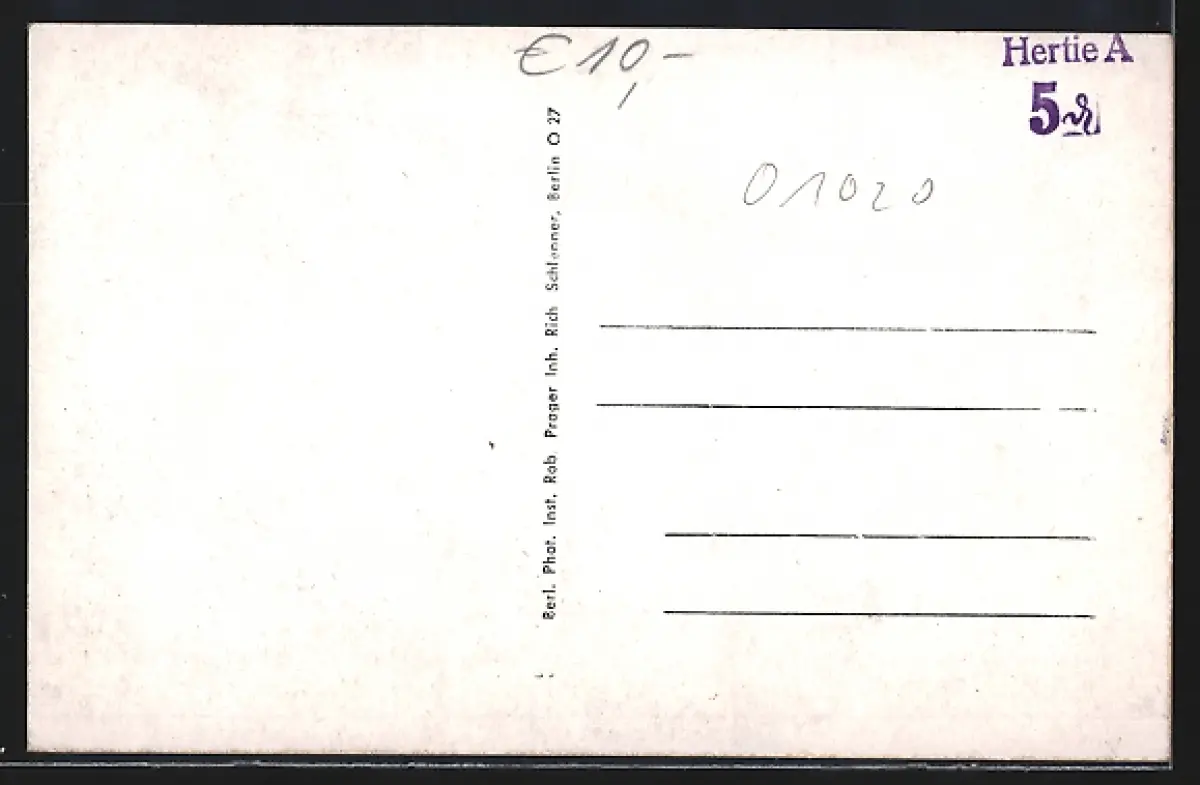 € 10,-
Hertie A
5
01020
Berl. Phot. Inst. Rob. Prager Inh. Rich Schlenner, Berlin O 27